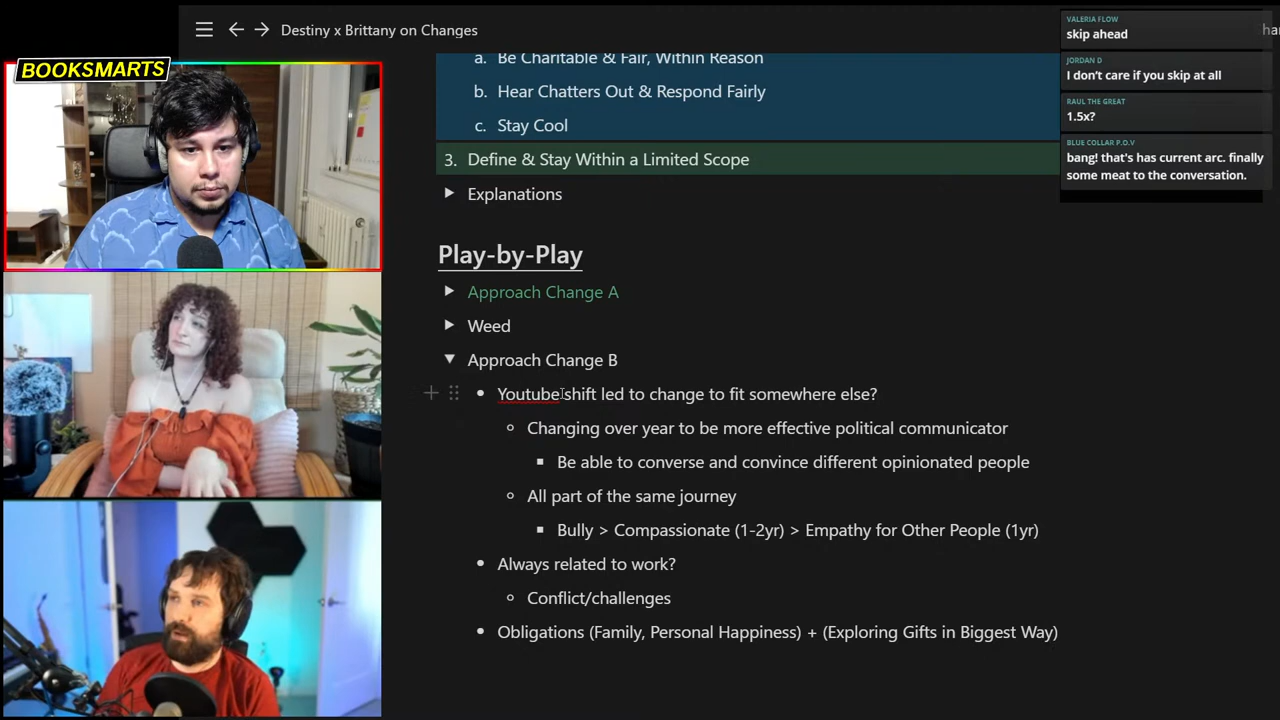 Destiny x Brittany on Changes
BOOKSMARTS
a. Be Charitable & Fair, Within Reason
b. Hear Chatters Out & Respond Fairly
c. Stay Cool
3. Define & Stay Within a Limited Scope
Explanations
Play-by-Play
Approach Change A
Weed
Approach Change B
Youtube shift led to change to fit somewhere else?
Changing over year to be more effective political communicator
Be able to converse and convince different opinionated people
All part of the same journey
Bully > Compassionate (1-2yr) > Empathy for Other People (1yr)
Always related to work?
Conflict/challenges
Obligations (Family, Personal Happiness) + (Exploring Gifts in Biggest Way)
VALERIA FLOW
skip ahead
JORDAN D
I don't care if you skip at all
RAUL THE GREAT
1.5x?
BLUE COLLAR P.O.V
bang! that's has current arc. finally
some meat to the conversation.